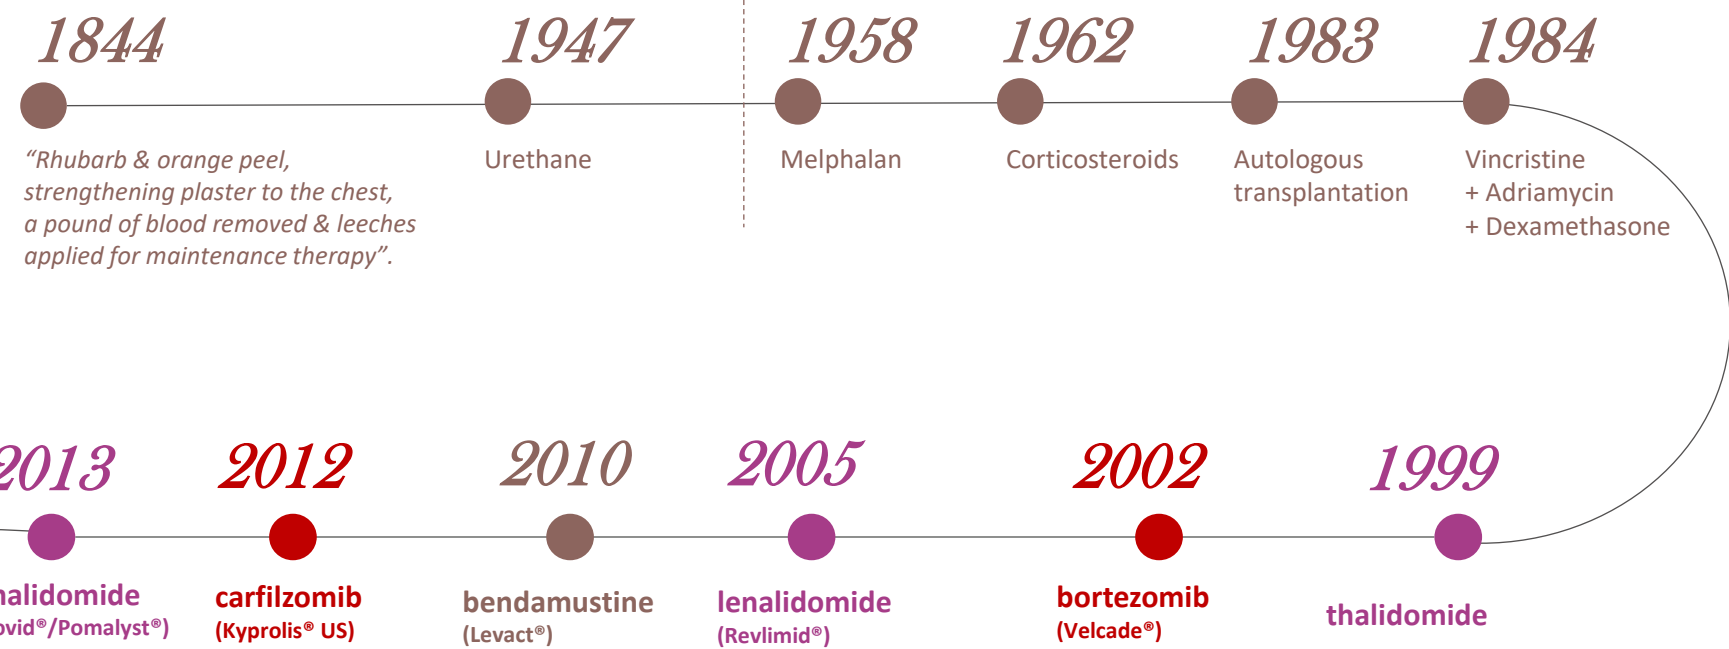 1844
1947
1958
1962
1983
1984
“Rhubarb & orange peel,
strengthening plaster to the chest,
a pound of blood removed & leeches
applied for maintenance therapy”.
Urethane
Melphalan
Corticosteroids
Autologous
transplantation
Vincristine
+ Adriamycin
+ Dexamethasone
2013
2012
2010
2005
2002
1999
nalidomide
ovid®/Pomalyst®)
carfilzomib
(Kyprolis® US)
bendamustine
(Levact®)
lenalidomide
(Revlimid®)
bortezomib
(Velcade®)
thalidomide